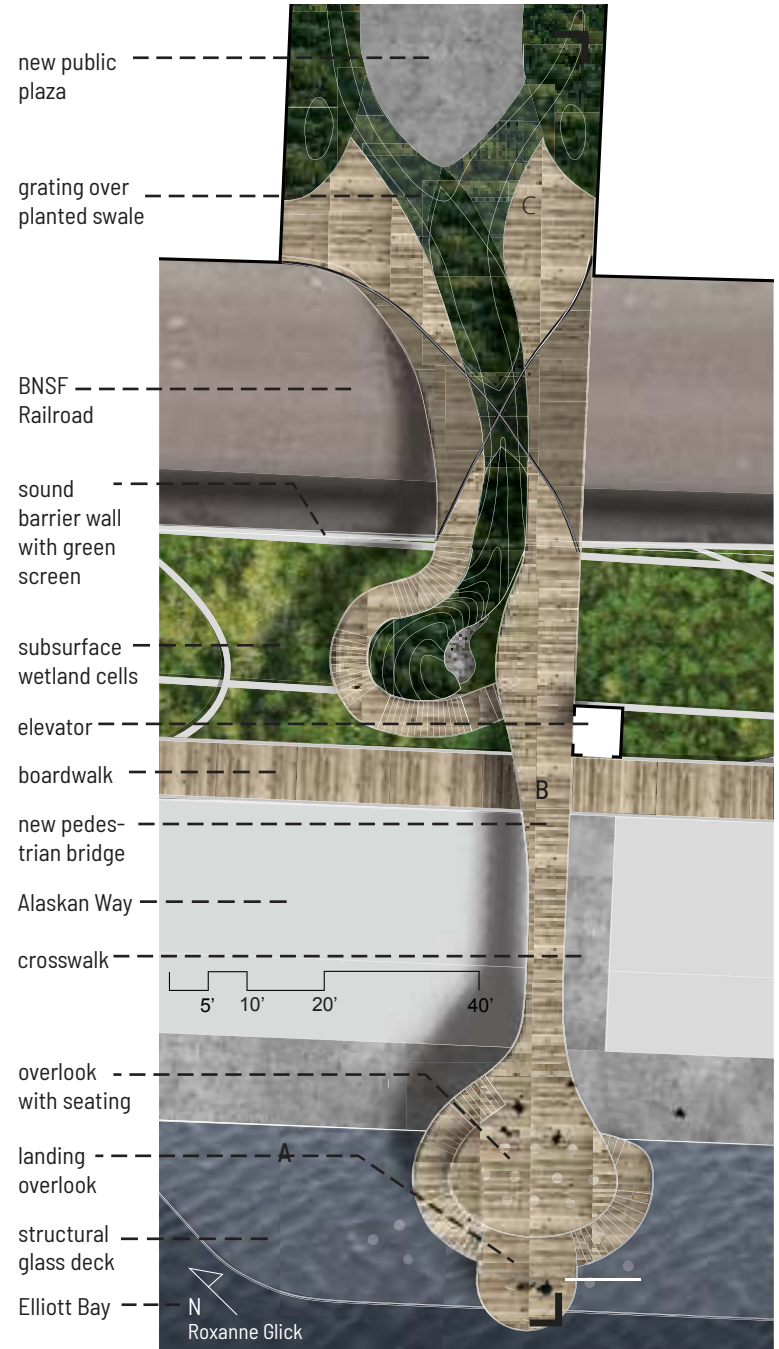 new public
plaza
grating over
planted swale
C
BNSF
Railroad
sound
barrier wall
with green
screen
subsurface
wetland cells
elevator
boardwalk
B
new pedes-
trian bridge
Alaskan Way
crosswalk
5' 10' 20' 40'
overlook
with seating
landing
overlook
A
structural
glass deck
Elliott Bay
N
Roxanne Glick